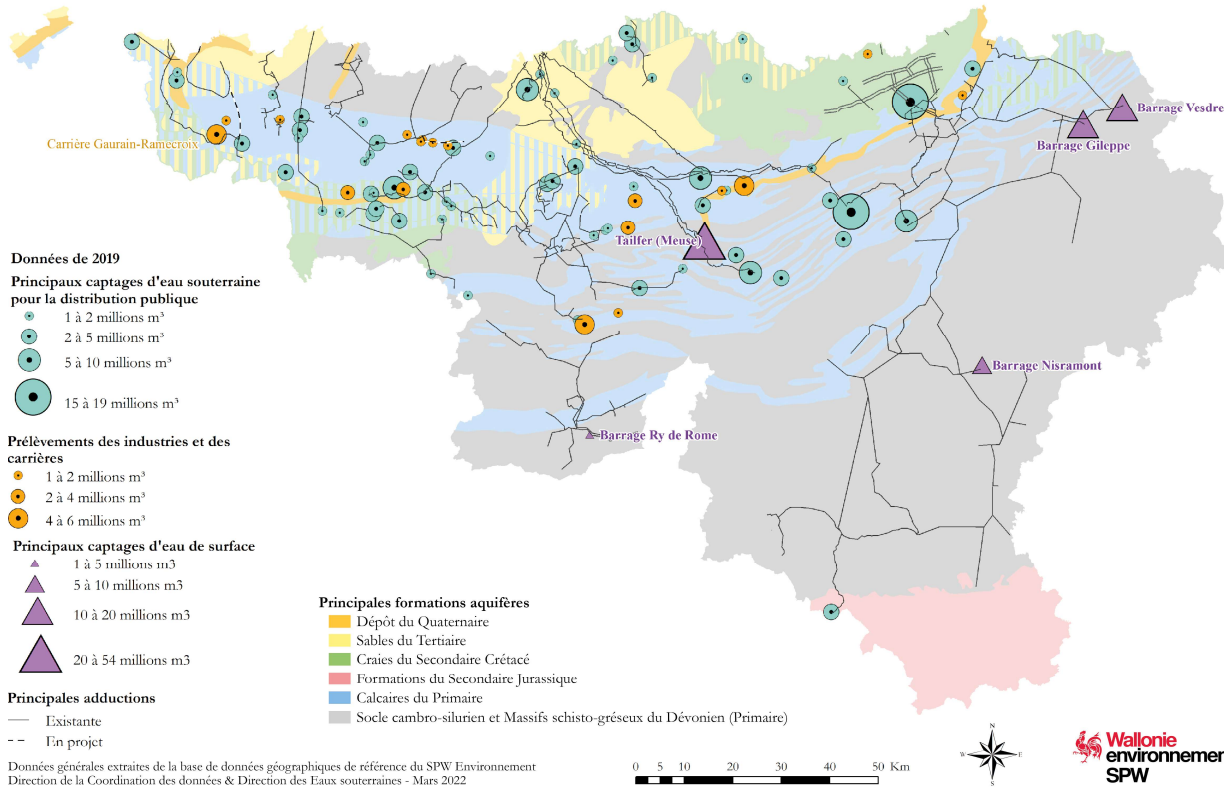 Carrière Gaurain-Ramecroix
Barrage Vesdre
Barrage Gileppe
Tailfer (Meuse)
Barrage Nisramont
Barrage Ry de Rome
Données de 2019
Principaux captages d'eau souterraine
pour la distribution publique
1 à 2 millions m³
2 à 5 millions m³
5 à 10 millions m³
15 à 19 millions m³
Prélèvements des industries et des
carrières
1 à 2 millions m³
2 à 4 millions m³
4 à 6 millions m³
Principaux captages d'eau de surface
1 à 5 millions m3
5 à 10 millions m3
10 à 20 millions m3
20 à 54 millions m3
Principales adductions
Existante
En projet
Principales formations aquifères
Dépôt du Quaternaire
Sables du Tertiaire
Craies du Secondaire Crétacé
Formations du Secondaire Jurassique
Calcaires du Primaire
Socle cambro-silurien et Massifs schisto-gréseux du Dévonien (Primaire)
Données générales extraites de la base de données géographiques de référence du SPW Environnement
Direction de la Coordination des données & Direction des Eaux souterraines - Mars 2022
0 5 10 20 30 40 50 Km
N
W E
S
Wallonie
environnemen
SPW